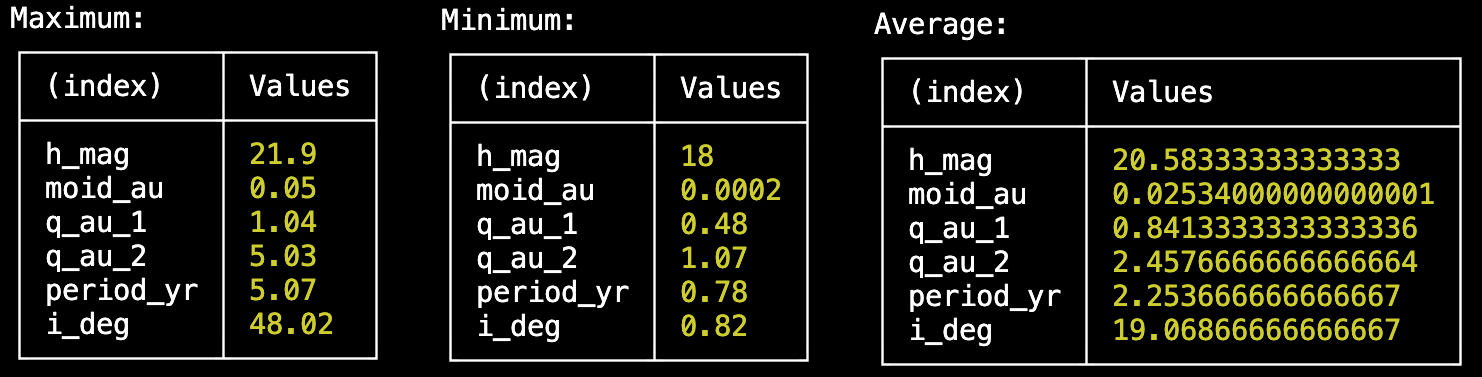 Maximum:
(index) Values
h_mag 21.9
moid_au 0.05
q_au_1 1.04
q_au_2 5.03
period_yr 5.07
i_deg 48.02
Minimum:
(index) Values
h_mag 18
moid_au 0.0002
q_au_1 0.48
q_au_2 1.07
period_yr 0.78
i_deg 0.82
Average:
(index) Values
h_mag 20.58333333333333
moid_au 0.025340000000000001
q_au_1 0.8413333333333336
q_au_2 2.4576666666666664
period_yr 2.253666666666667
i_deg 19.06866666666667